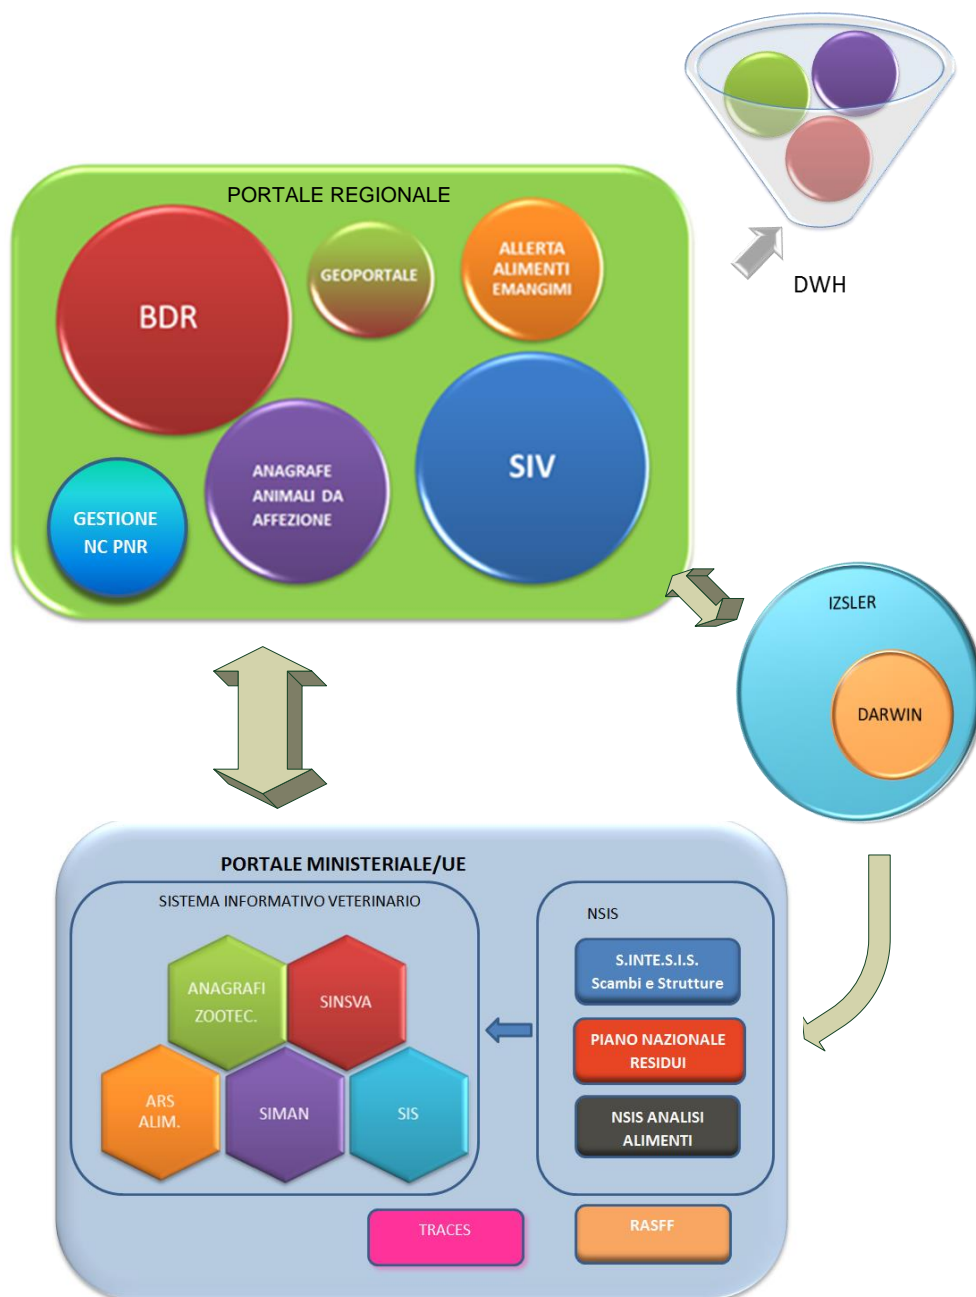 PORTALE REGIONALE
BDR
GEOPORTALE
ALLERTA
ALIMENTI
EMANGIMI
DWH
SIV
ANAGRAFE
ANIMALI DA
AFFEZIONE
GESTIONE
NC PNR
IZSLER
DARWIN
PORTALE MINISTERIALE/UE
SISTEMA INFORMATIVO VETERINARIO
ANAGRAFI
ZOOTEC.
SINSVA
ARS
ALIM.
SIMAN
SIS
NSIS
S.INTE.S.I.S.
Scambi e Strutture
PIANO NAZIONALE
RESIDUI
NSIS ANALISI
ALIMENTI
TRACES
RASFF